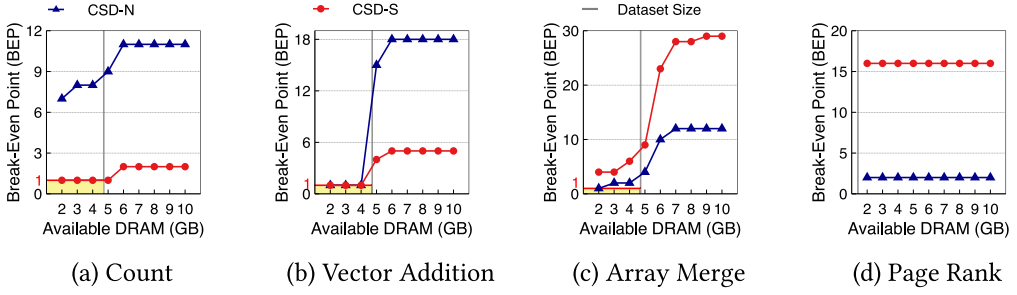 CSD-N CSD-S Dataset Size
Break-Even Point (BEP)
12
9
6
3
1
0
2 3 4 5 6 7 8 9 10
Available DRAM (GB)
(a) Count
Break-Even Point (BEP)
18
12
6
1
0
2 3 4 5 6 7 8 9 10
Available DRAM (GB)
(b) Vector Addition
Break-Even Point (BEP)
30
20
10
1
0
2 3 4 5 6 7 8 9 10
Available DRAM (GB)
(c) Array Merge
Break-Even Point (BEP)
20
15
10
5
0
2 3 4 5 6 7 8 9 10
Available DRAM (GB)
(d) Page Rank